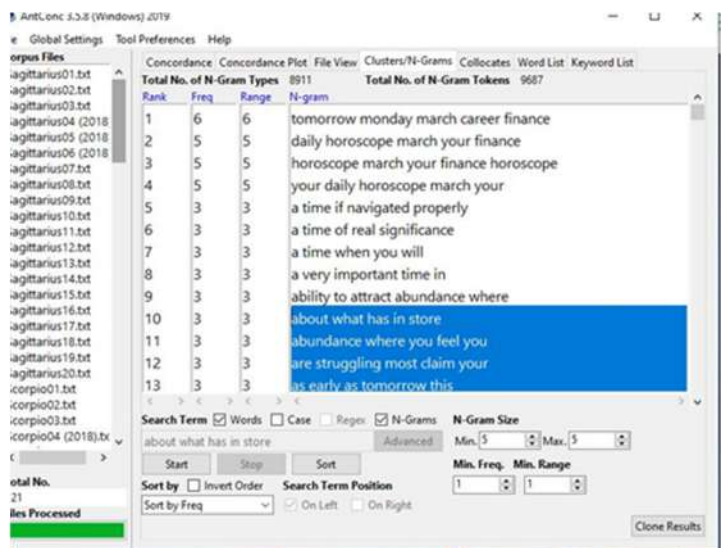 AntConc 3.5.8 (Windows) 2019
e Global Settings Tool Preferences Help
orpus Files
agittarius01.txt
agittarius02.txt
agittarius03.txt
agittarius04 (2018
agittarius05 (2018
agittarius06 (2018
agittarius07.txt
agittarius08.txt
agittarius09.txt
agittarius10.txt
agittarius11.txt
agittarius12.txt
agittarius13.txt
agittarius14.txt
agittarius15.txt
agittarius16.txt
agittarius17.txt
agittarius18.txt
agittarius19.txt
agittarius20.txt
corpio01.txt
corpio02.txt
corpio03.txt
corpio04 (2018).tx
otal No.
21
iles Processed
Concordance Concordance Plot File View Clusters/N-Grams Collocates Word List Keyword List
Total No. of N-Gram Types 8911 Total No. of N-Gram Tokens 9687
Rank Freq Range N-gram
1 6 6 tomorrow monday march career finance
2 5 5 daily horoscope march your finance
3 5 5 horoscope march your finance horoscope
4 5 5 your daily horoscope march your
5 3 3 a time if navigated properly
6 3 3 a time of real significance
7 3 3 a time when you will
8 3 3 a very important time in
9 3 3 ability to attract abundance where
10 3 3 about what has in store
11 3 3 abundance where you feel you
12 3 3 are struggling most claim your
13 3 3 as early as tomorrow this
Search Term Words Case Regex N-Grams N-Gram Size
about what has in store Advanced Min. 5 Max. 5
Start Stop Sort Min. Freq. Min. Range
Sort by Invert Order Search Term Position 1 1
Sort by Freq On Left On Right
Clone Results